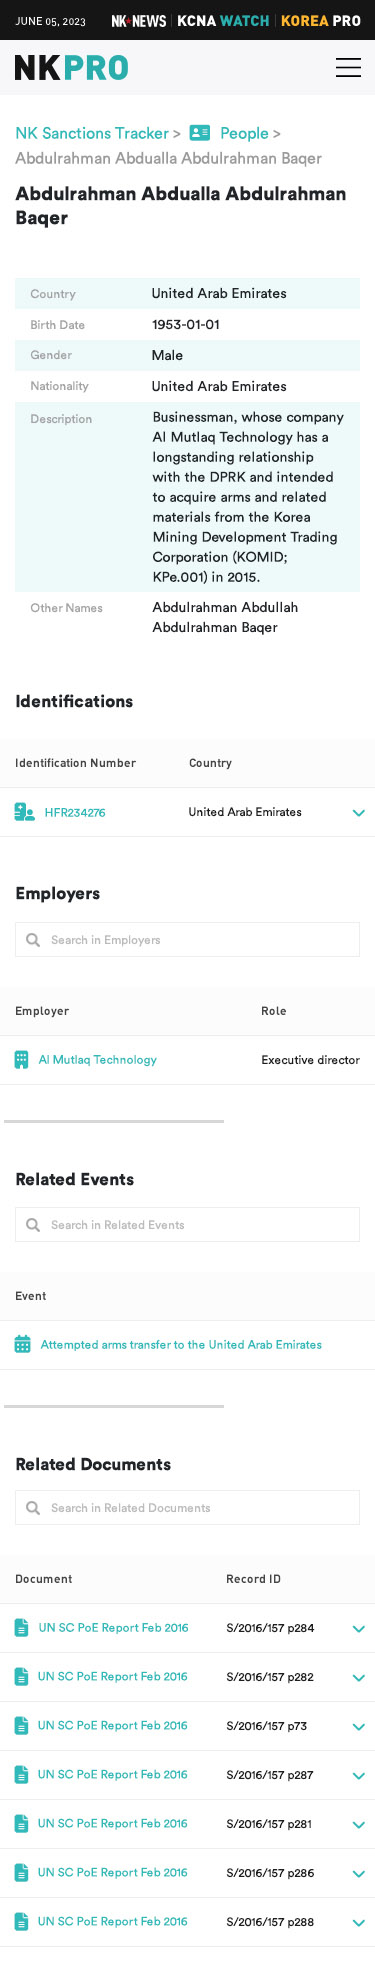 JUNE 05, 2023 NK NEWS KCNA WATCH KOREA PRO
NK PRO
NK Sanctions Tracker > People >
Abdulrahman Abdualla Abdulrahman Baqer
Abdulrahman Abdualla Abdulrahman
Baqer
Country United Arab Emirates
Birth Date 1953-01-01
Gender Male
Nationality United Arab Emirates
Description Businessman, whose company
Al Mutlaq Technology has a
longstanding relationship
with the DPRK and intended
to acquire arms and related
materials from the Korea
Mining Development Trading
Corporation (KOMID;
KPe.001) in 2015.
Other Names Abdulrahman Abdullah
Abdulrahman Baqer
Identifications
Identification Number Country
HFR234276 United Arab Emirates
Employers
Search in Employers
Employer Role
Al Mutlaq Technology Executive director
Related Events
Search in Related Events
Event
Attempted arms transfer to the United Arab Emirates
Related Documents
Search in Related Documents
Document Record ID
UN SC PoE Report Feb 2016 S/2016/157 p284
UN SC PoE Report Feb 2016 S/2016/157 p282
UN SC PoE Report Feb 2016 S/2016/157 p73
UN SC PoE Report Feb 2016 S/2016/157 p287
UN SC PoE Report Feb 2016 S/2016/157 p281
UN SC PoE Report Feb 2016 S/2016/157 p286
UN SC PoE Report Feb 2016 S/2016/157 p288